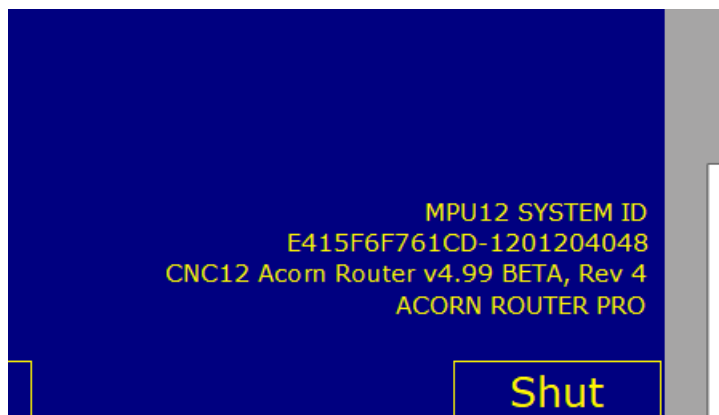 MPU12 SYSTEM ID
E415F6F761CD-1201204048
CNC12 Acorn Router v4.99 BETA, Rev 4
ACORN ROUTER PRO
Shut